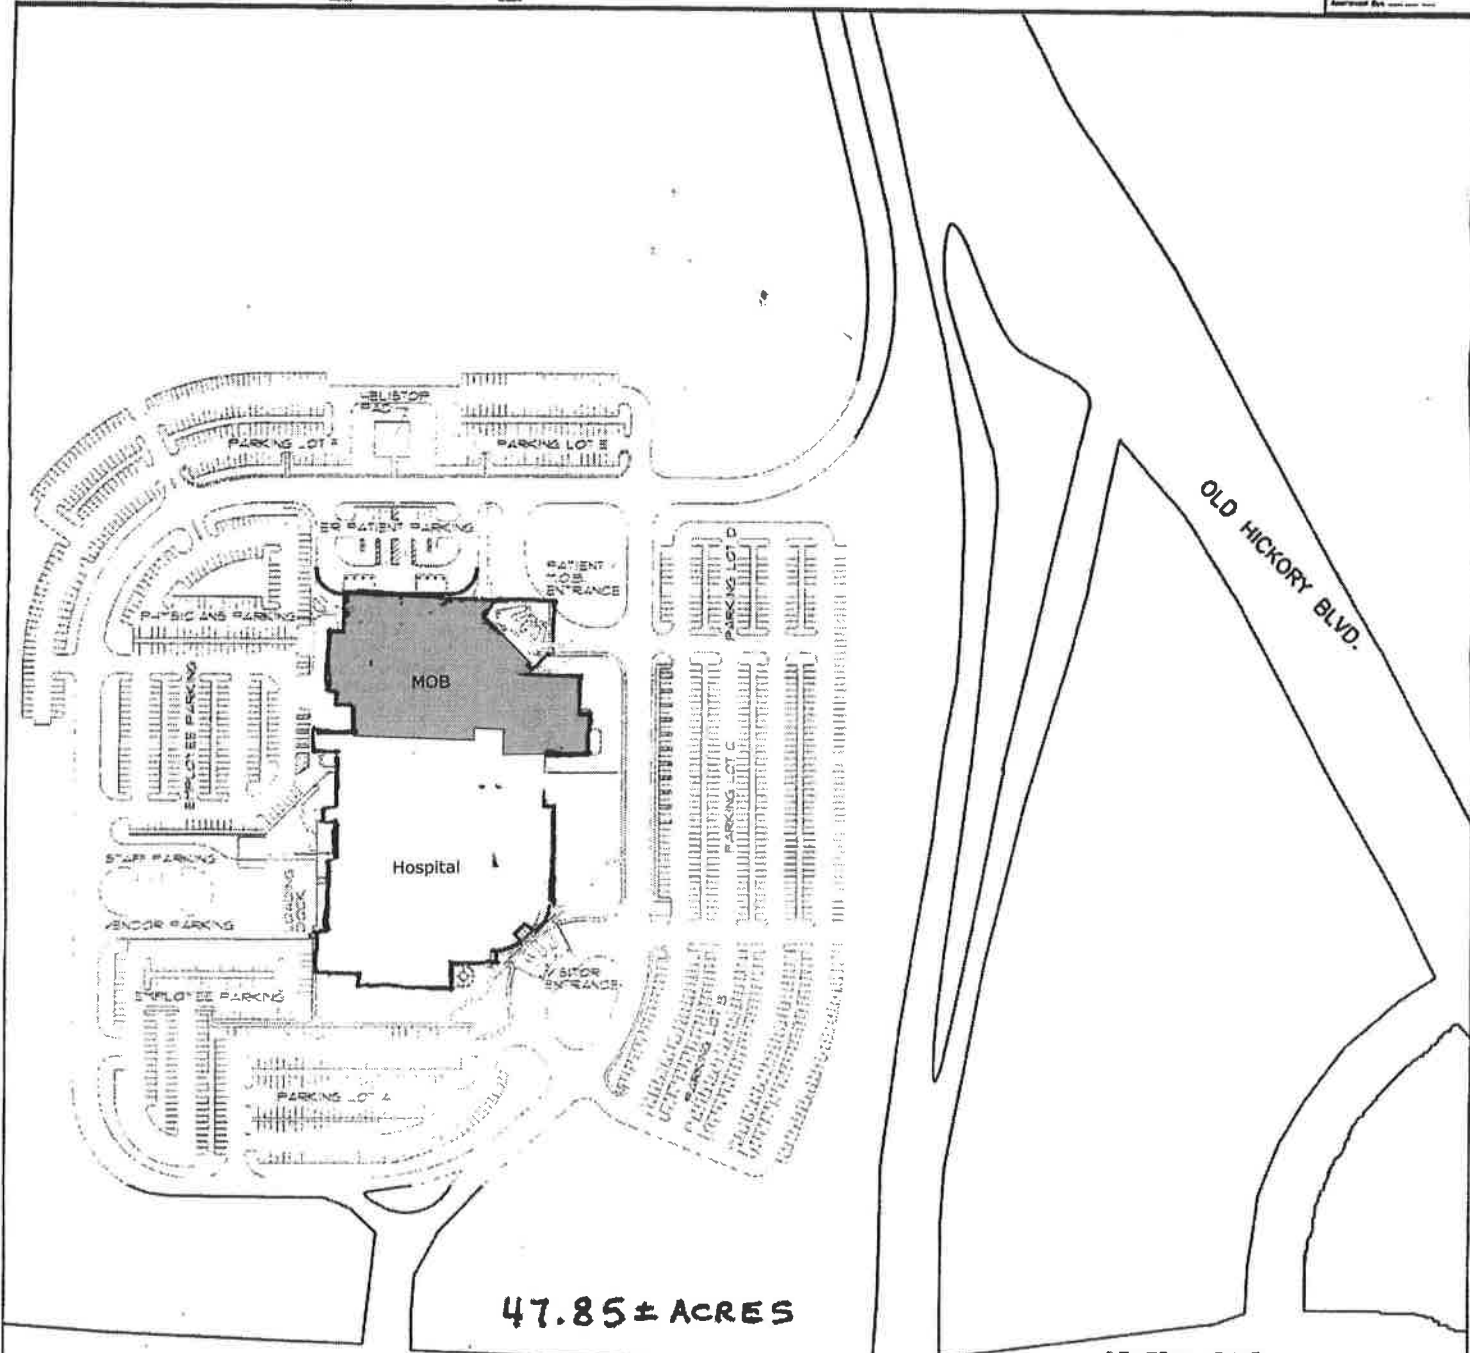 HELISTOP
PAD
PARKING LOT F
PARKING LOT E
ER PATIENT PARKING
PATIENT /
MOB
ENTRANCE
PARKING LOT D
PHYSICIANS PARKING
OLD HICKORY BLVD.
MOB
EMPLOYEE PARKING
PARKING LOT C
STAFF PARKING
Hospital
LOADING
DOCK
VENDOR PARKING
VISITOR
ENTRANCE
EMPLOYEE PARKING
PARKING LOT B
PARKING LOT A
47.85± ACRES